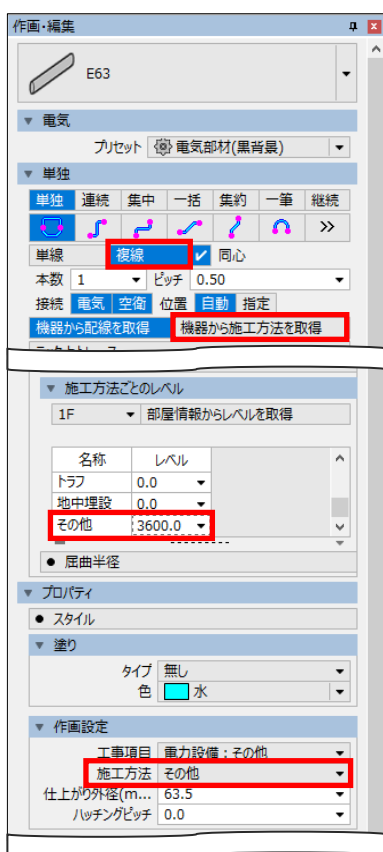 作画・編集
E63
電気
プリセット 電気部材(黒背景)
単独
単独 連続 集中 一括 集約 一筆 継続
単線 複線 同心
本数 1 ピッチ 0.50
接続 電気 空衛 位置 自動 指定
機器から配線を取得 機器から施工方法を取得
施工方法ごとのレベル
1F 部屋情報からレベルを取得
名称 レベル
トラフ 0.0
地中埋設 0.0
その他 3600.0
屈曲半径
プロパティ
スタイル
塗り
タイプ 無し
色 水
作画設定
工事項目 電力設備:その他
施工方法 その他
仕上がり外径(m... 63.5
ハッチングピッチ 0.0